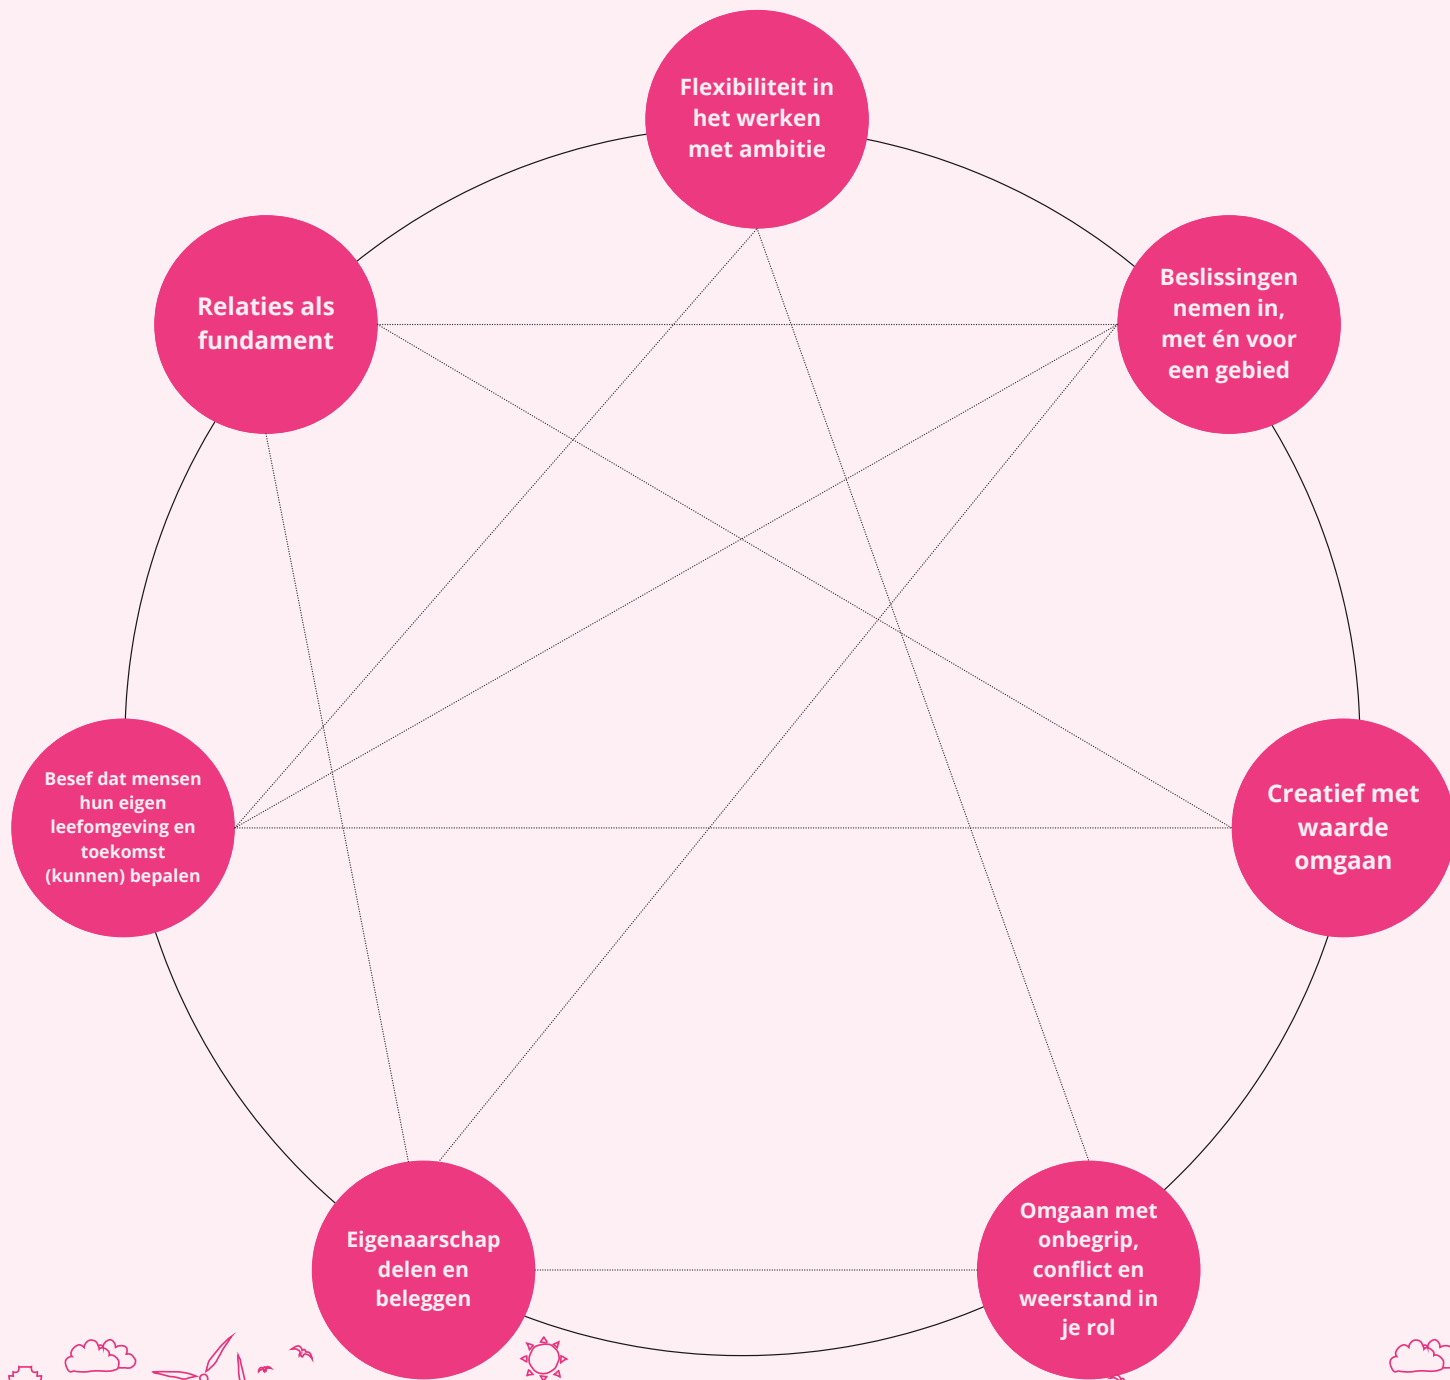 Flexibiliteit in
het werken
met ambitie
Relaties als
fundament
Beslissingen
nemen in,
met én voor
een gebied
Besef dat mensen
hun eigen
leefomgeving en
toekomst
(kunnen) bepalen
Creatief met
waarde
omgaan
Eigenaarschap
delen en
beleggen
Omgaan met
onbegrip,
conflict en
weerstand in
je rol